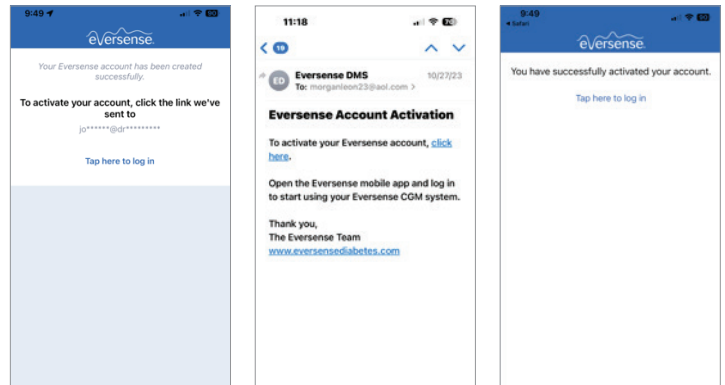 9:49
50
eversense.
Your Eversense account has been created
successfully.
To activate your account, click the link we've
sent to
jo******@dr*********
Tap here to log in
11:18
76
19
ED
Eversense DMS
10/27/23
To: morganleon23@aol.com >
Eversense Account Activation
To activate your Eversense account, click
here.
Open the Eversense mobile app and log in
to start using your Eversense CGM system.
Thank you,
The Eversense Team
www.eversensediabetes.com
9:49
50
Safari
eversense.
You have successfully activated your account.
Tap here to log in